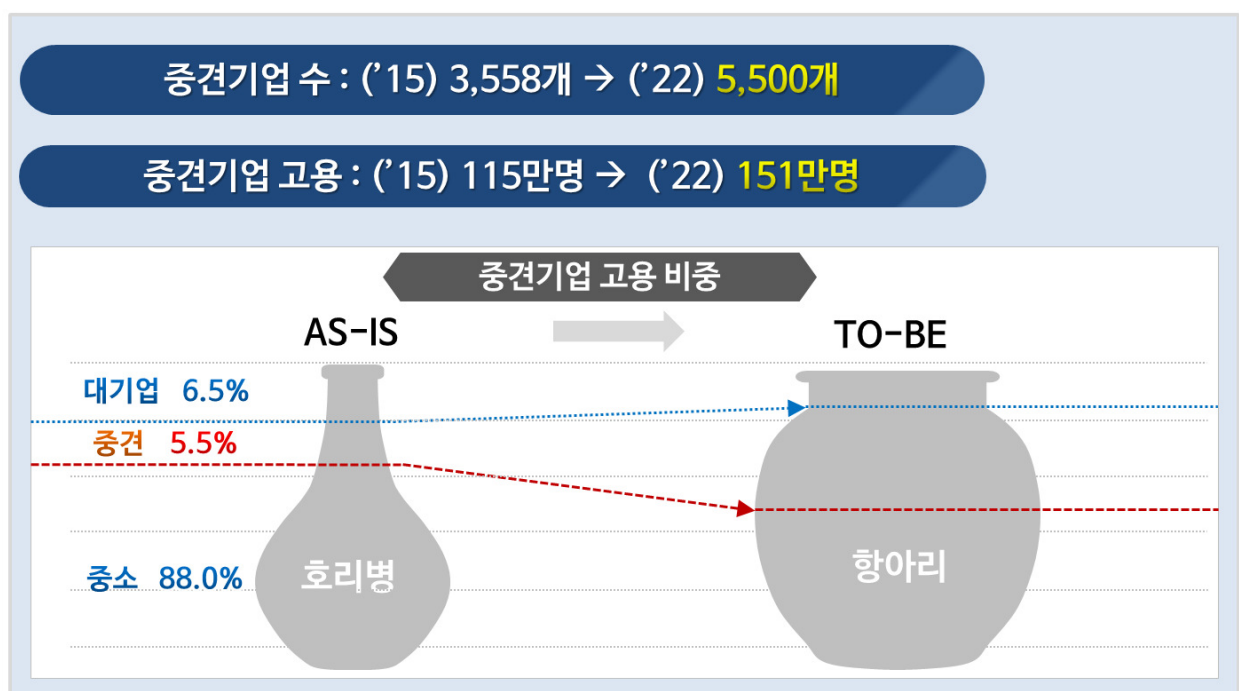 중견기업 수 : (’15) 3,558개 → (’22) 5,500개
중견기업 고용 : (’15) 115만명 → (’22) 151만명
중견기업 고용 비중
AS-IS
TO-BE
대기업 6.5%
중견 5.5%
중소 88.0%
호리병
항아리